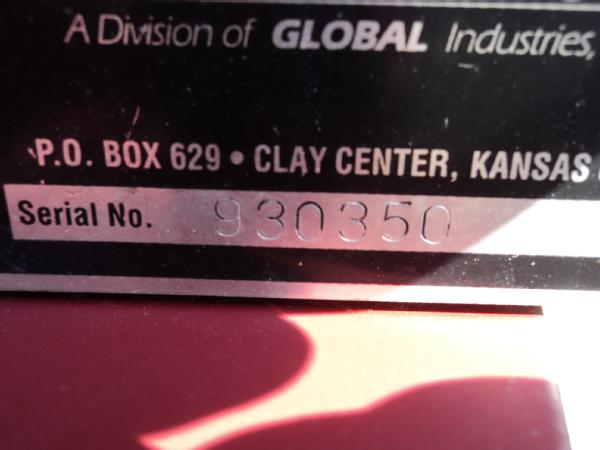 A Division of GLOBAL Industries,
P.O. BOX 629 • CLAY CENTER, KANSAS
Serial No. 930350